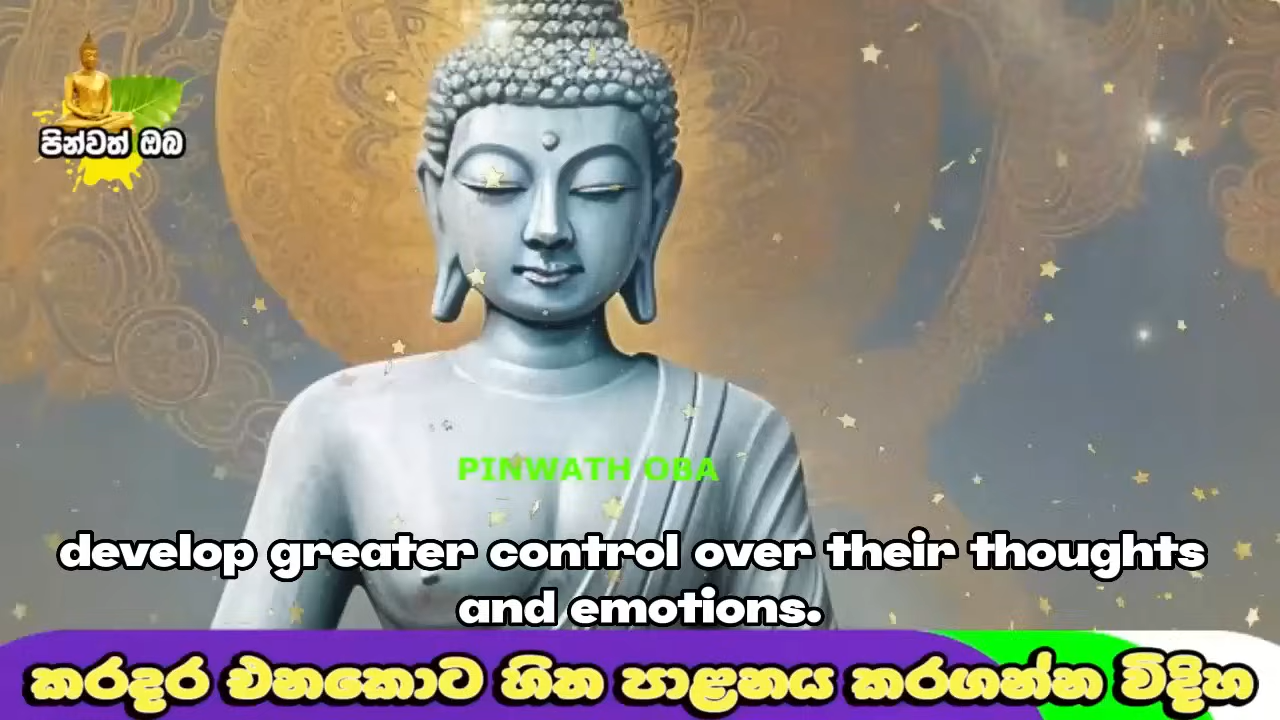 පින්වත් ඔබ
PINWATH OBA
develop greater control over their thoughts
and emotions.
කරදර එනකොට හිත පාළනය කරගන්න විදිහ